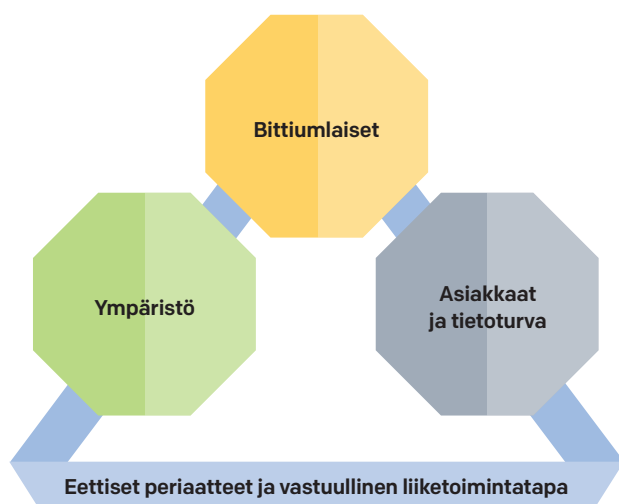 Bittiumlaiset
Ympäristö
Asiakkaat
ja tietoturva
Eettiset periaatteet ja vastuullinen liiketoimintatapa